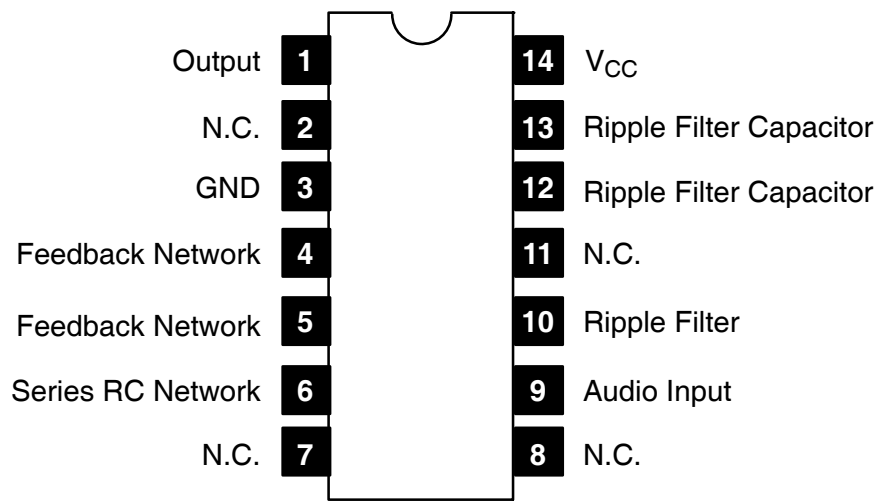 Output 1 14 VCC
N.C. 2 13 Ripple Filter Capacitor
GND 3 12 Ripple Filter Capacitor
Feedback Network 4 11 N.C.
Feedback Network 5 10 Ripple Filter
Series RC Network 6 9 Audio Input
N.C. 7 8 N.C.